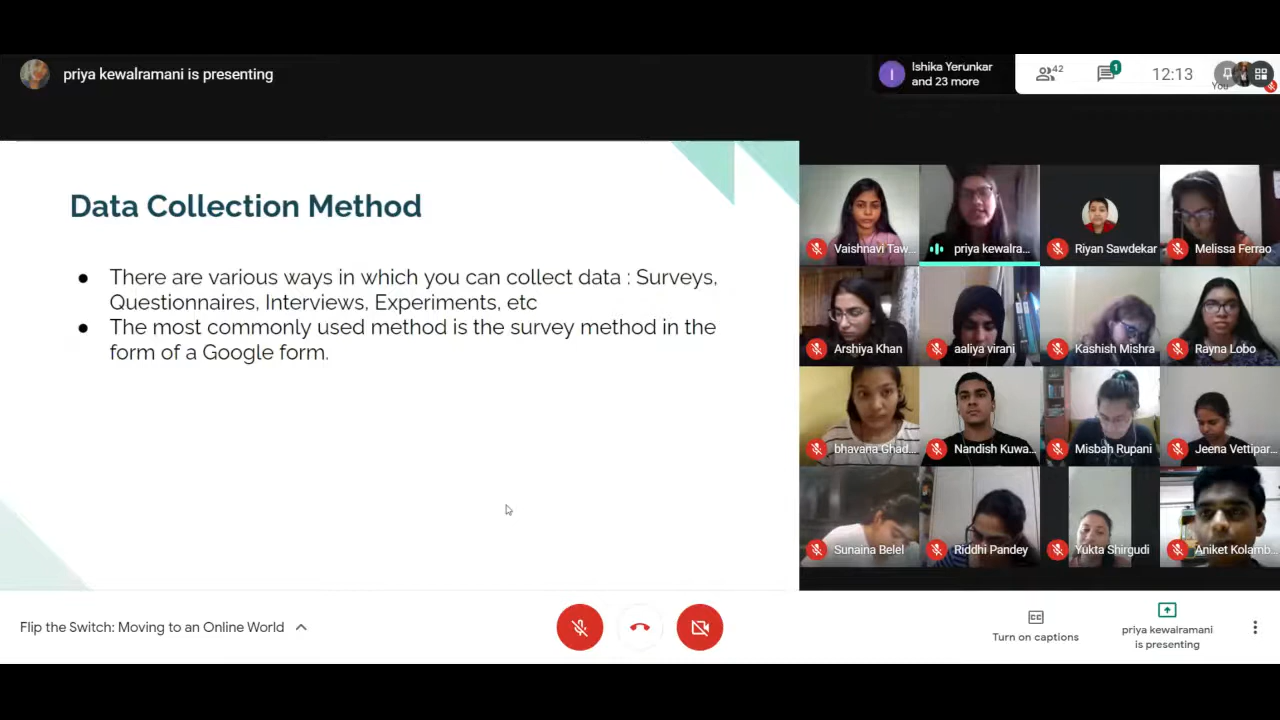 priya kewalramani is presenting
Ishika Yerunkar
and 23 more
I
42
1
12:13
You
Data Collection Method
● There are various ways in which you can collect data : Surveys,
Questionnaires, Interviews, Experiments, etc
● The most commonly used method is the survey method in the
form of a Google form.
Vaishnavi Taw...
priya kewalra...
Riyan Sawdekar
Melissa Ferrao
Arshiya Khan
aaliya virani
Kashish Mishra
Rayna Lobo
bhavana Ghad...
Nandish Kuwa...
Misbah Rupani
Jeena Vettipar...
Sunaina Belel
Riddhi Pandey
Yukta Shirgudi
Aniket Kolamb...
Flip the Switch: Moving to an Online World
CC
Turn on captions
priya kewalramani
is presenting